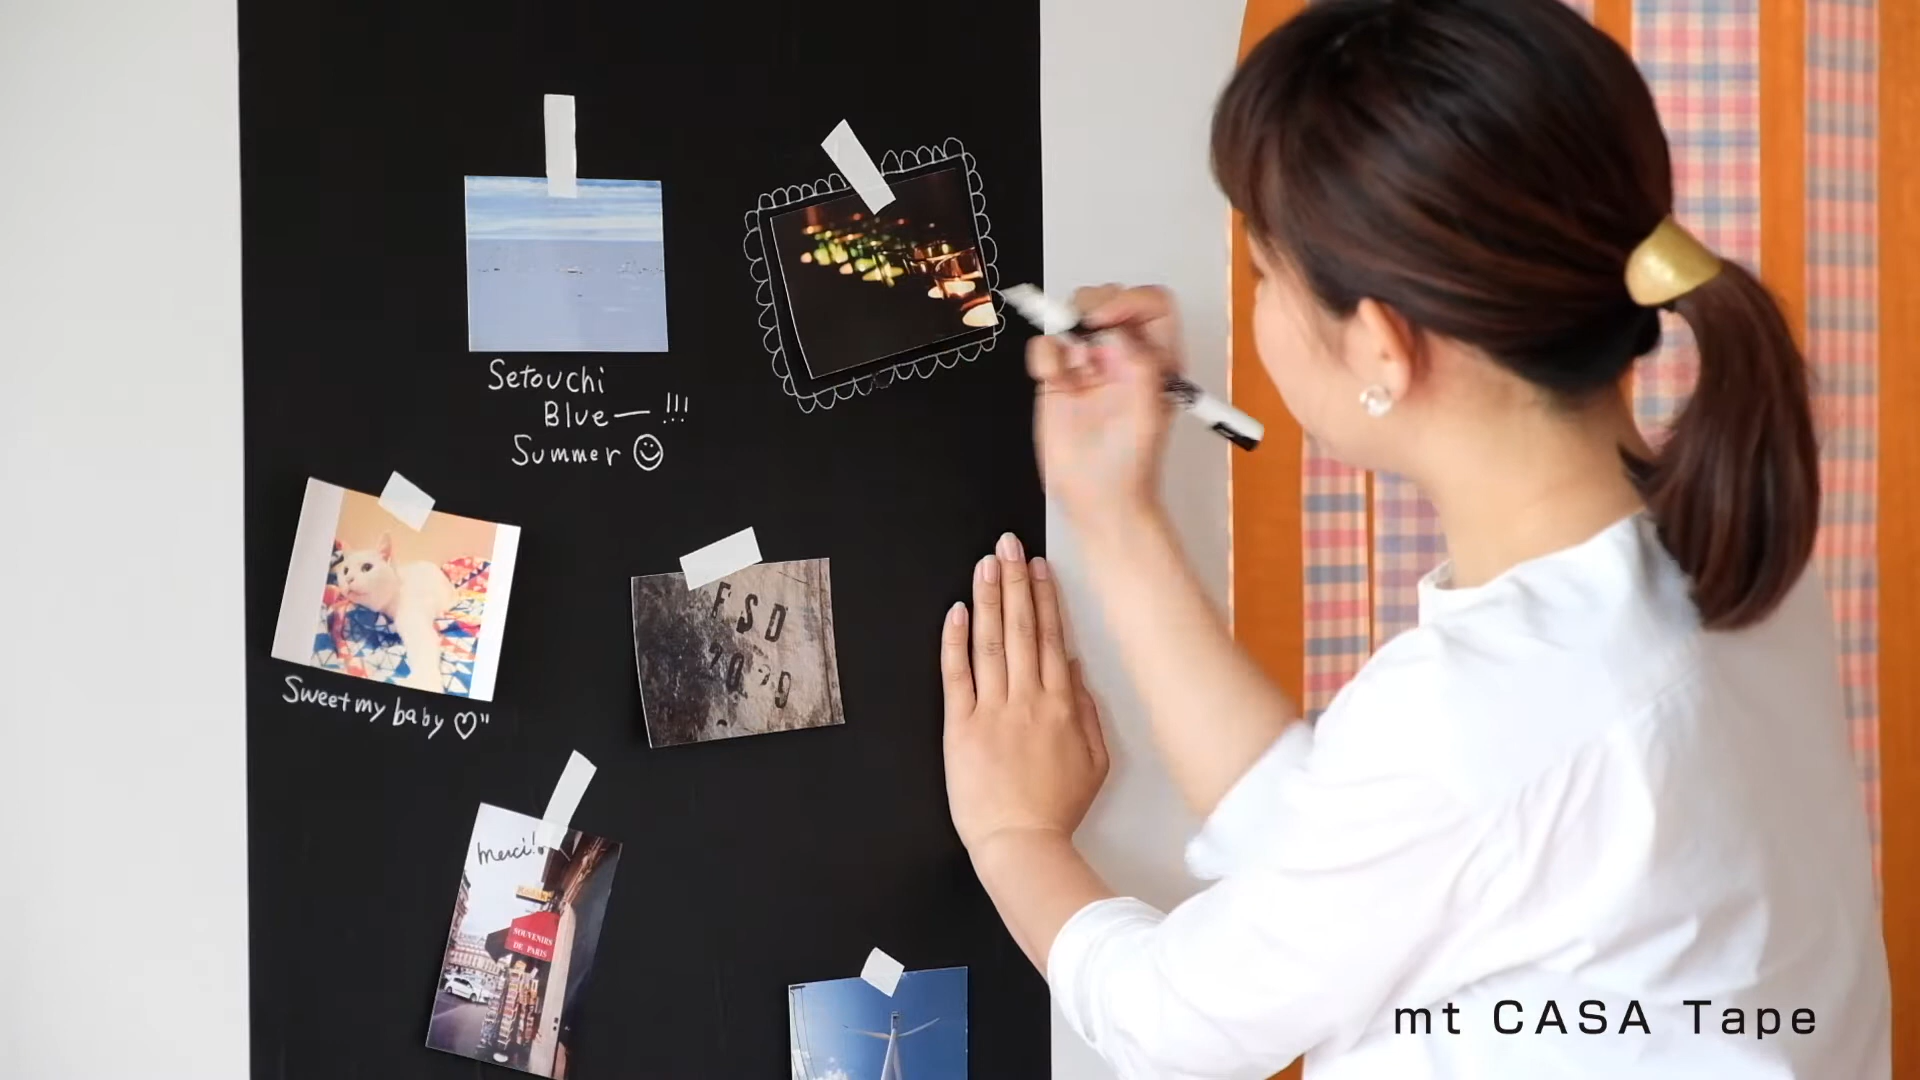 Setouchi
Blue— !!!
Summer
Sweet my baby ♡"
FSD
merci!
SOUVENIRS
DE PARIS
mt CASA Tape